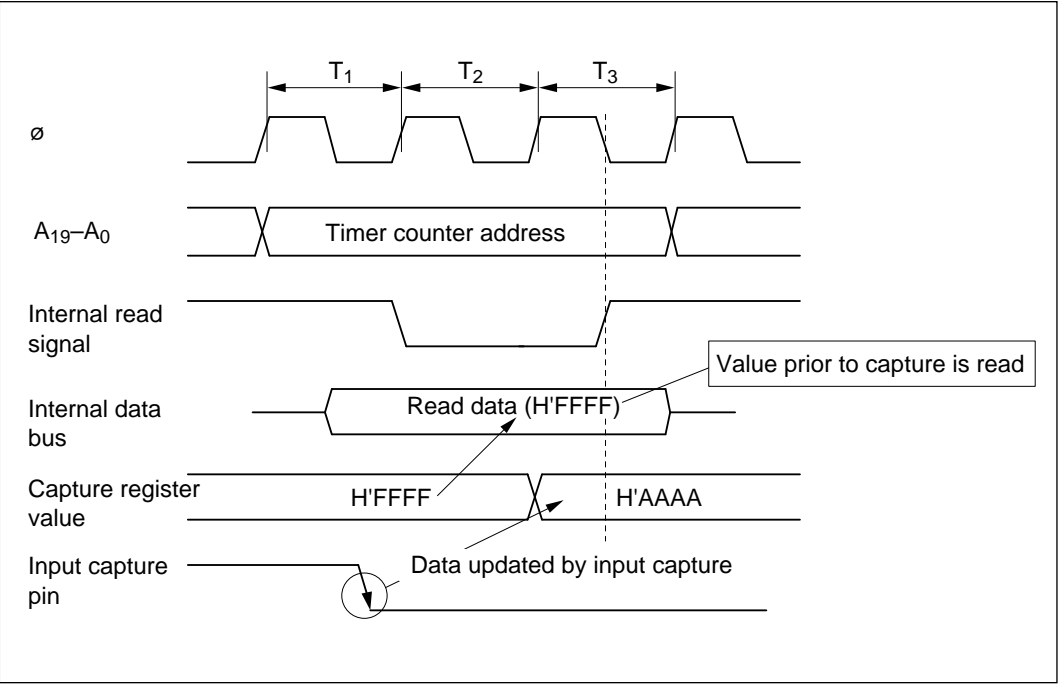 T1 T2 T3
ø
A19–A0
Timer counter address
Internal read
signal
Value prior to capture is read
Internal data
bus
Read data (H'FFFF)
Capture register
value
H'FFFF
H'AAAA
Input capture
pin
Data updated by input capture